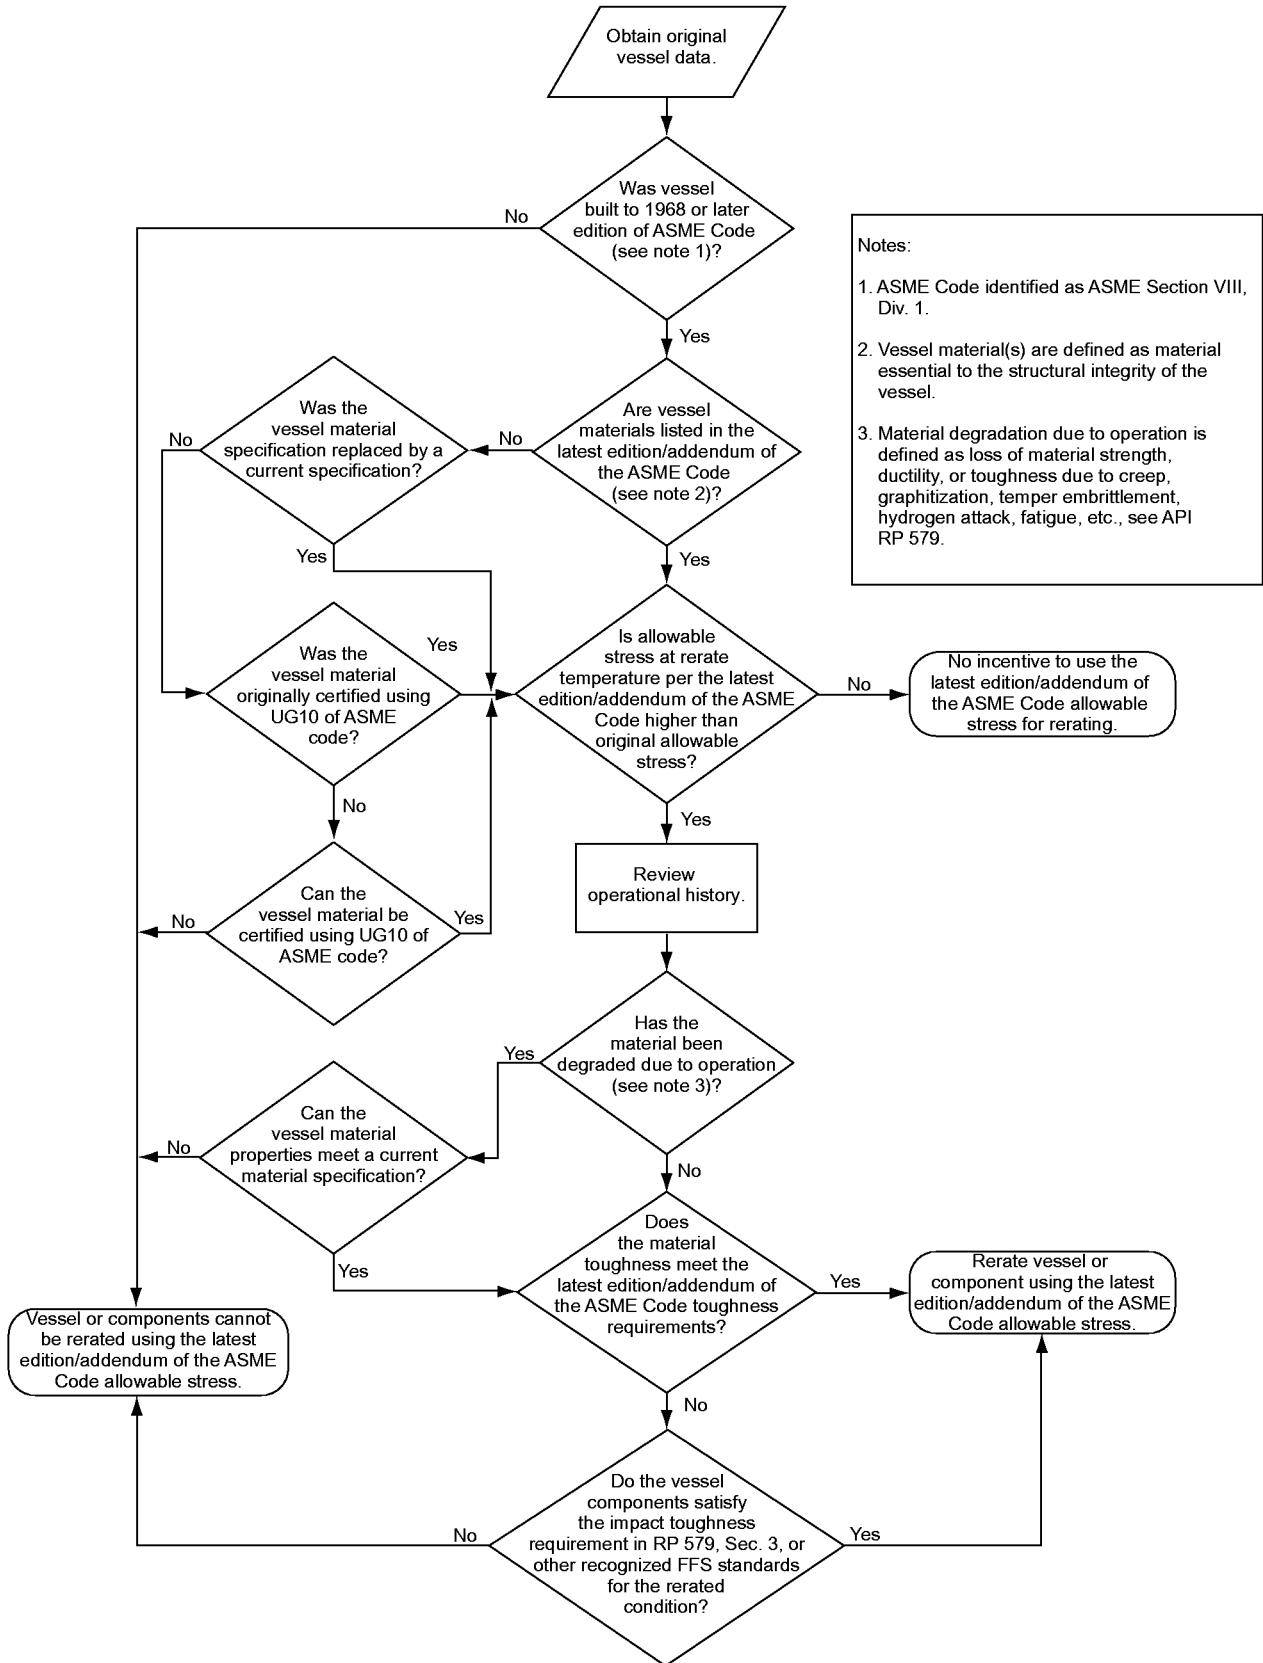 Obtain original
vessel data.
Was vessel
built to 1968 or later
edition of ASME Code
(see note 1)?
No
Yes
Notes:
1. ASME Code identified as ASME Section VIII,
Div. 1.
2. Vessel material(s) are defined as material
essential to the structural integrity of the
vessel.
3. Material degradation due to operation is
defined as loss of material strength,
ductility, or toughness due to creep,
graphitization, temper embrittlement,
hydrogen attack, fatigue, etc., see API
RP 579.
Are vessel
materials listed in the
latest edition/addendum of
the ASME Code
(see note 2)?
No
Yes
Was the
vessel material
specification replaced by a
current specification?
No
Yes
Was the
vessel material
originally certified using
UG10 of ASME
code?
Yes
No
Is allowable
stress at rerate
temperature per the latest
edition/addendum of the ASME
Code higher than
original allowable
stress?
No
Yes
No incentive to use the
latest edition/addendum of
the ASME Code allowable
stress for rerating.
Can the
vessel material be
certified using UG10 of
ASME code?
No
Yes
Review
operational history.
Has the
material been
degraded due to operation
(see note 3)?
Yes
No
Can the
vessel material
properties meet a current
material specification?
No
Yes
Does
the material
toughness meet the
latest edition/addendum of
the ASME Code toughness
requirements?
Yes
No
Rerate vessel or
component using the latest
edition/addendum of the ASME
Code allowable stress.
Vessel or components cannot
be rerated using the latest
edition/addendum of the ASME
Code allowable stress.
Do the vessel
components satisfy
the impact toughness
requirement in RP 579, Sec. 3, or
other recognized FFS standards
for the rerated
condition?
No
Yes